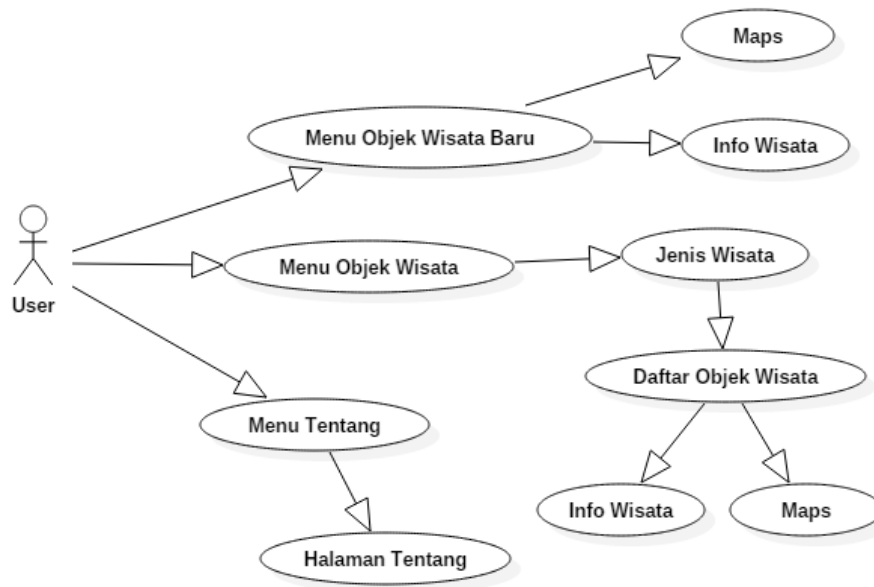 Maps
Menu Objek Wisata Baru
Info Wisata
User
Menu Objek Wisata
Jenis Wisata
Daftar Objek Wisata
Menu Tentang
Info Wisata
Maps
Halaman Tentang